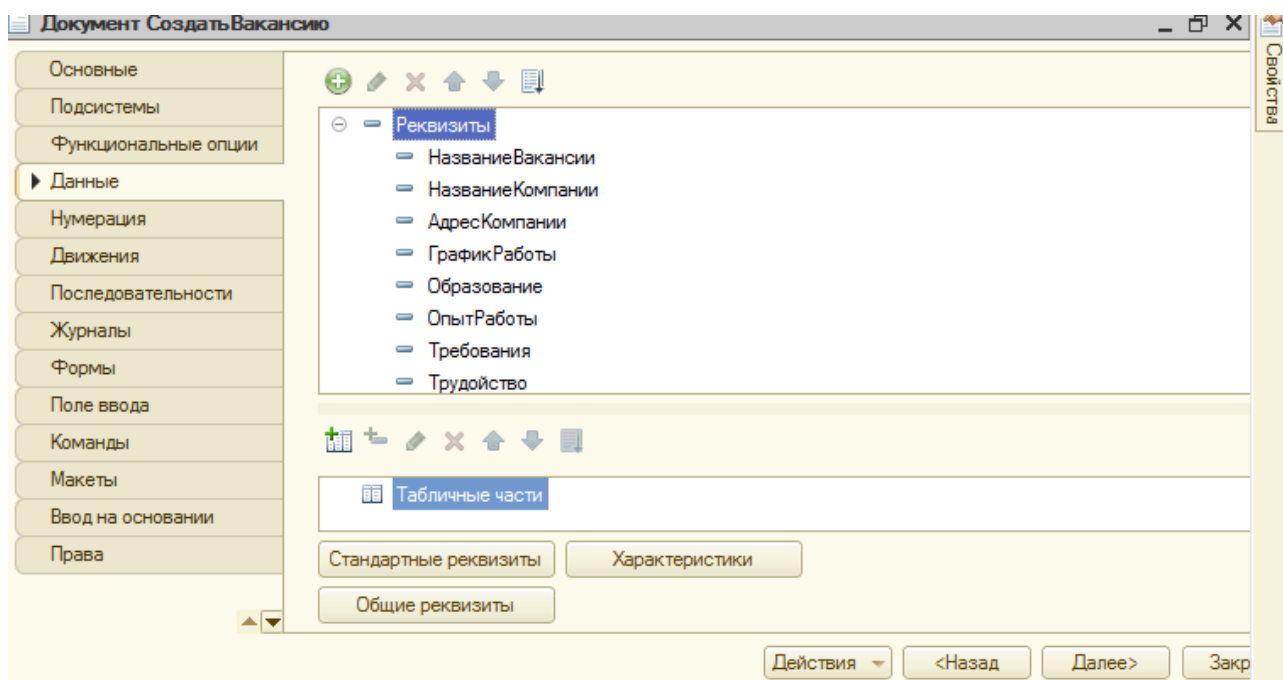 Документ СоздатьВакансию
Свойства
Основные
Подсистемы
Функциональные опции
Данные
Нумерация
Движения
Последовательности
Журналы
Формы
Поле ввода
Команды
Макеты
Ввод на основании
Права
Реквизиты
НазваниеВакансии
НазваниеКомпании
АдресКомпании
ГрафикРаботы
Образование
ОпытРаботы
Требования
Трудойство
Табличные части
Стандартные реквизиты
Характеристики
Общие реквизиты
Действия
<Назад
Далее>
Закр